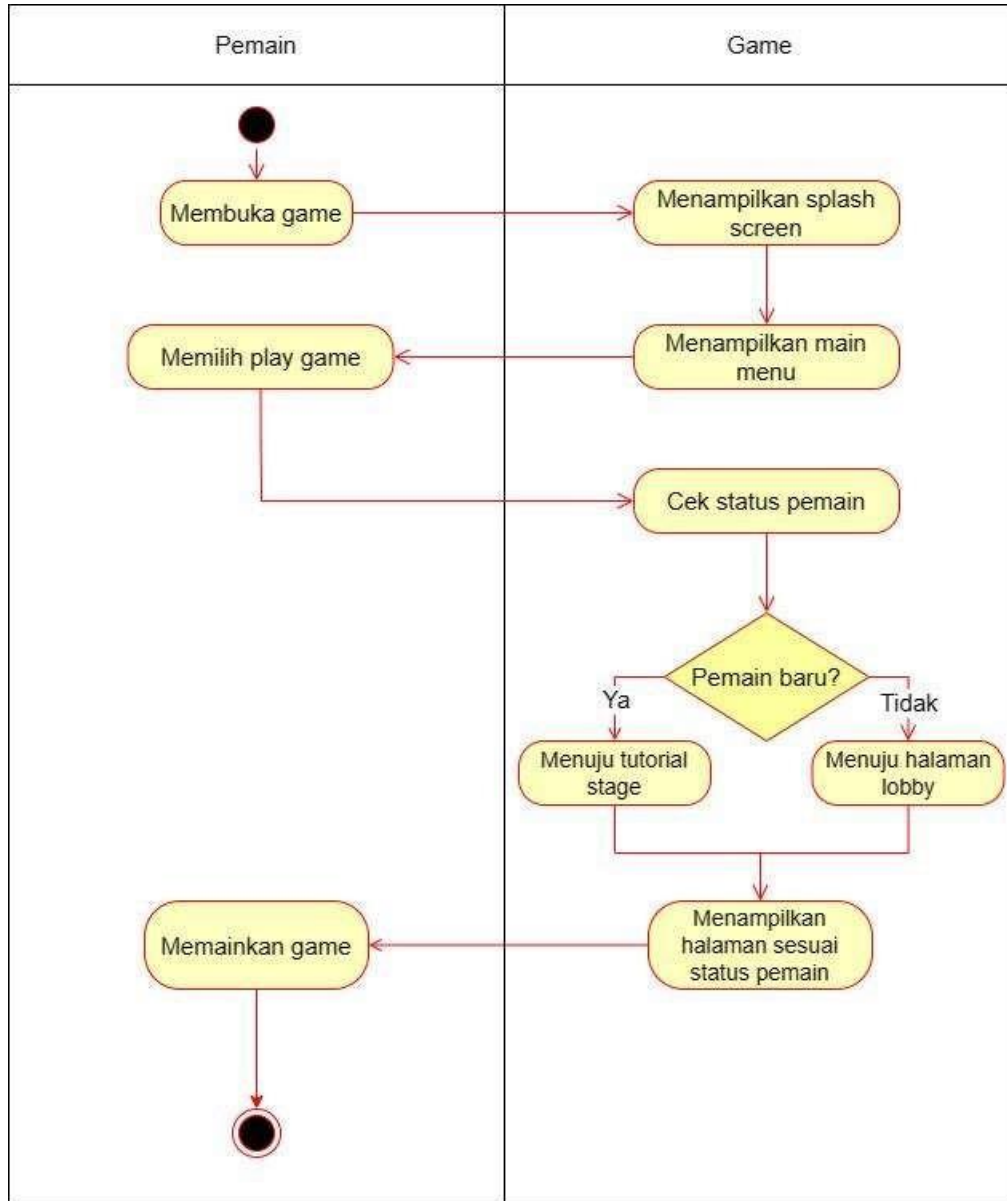 Pemain
Game
Membuka game
Menampilkan splash
screen
Memilih play game
Menampilkan main
menu
Cek status pemain
Pemain baru?
Ya
Tidak
Menuju tutorial
stage
Menuju halaman
lobby
Memainkan game
Menampilkan
halaman sesuai
status pemain